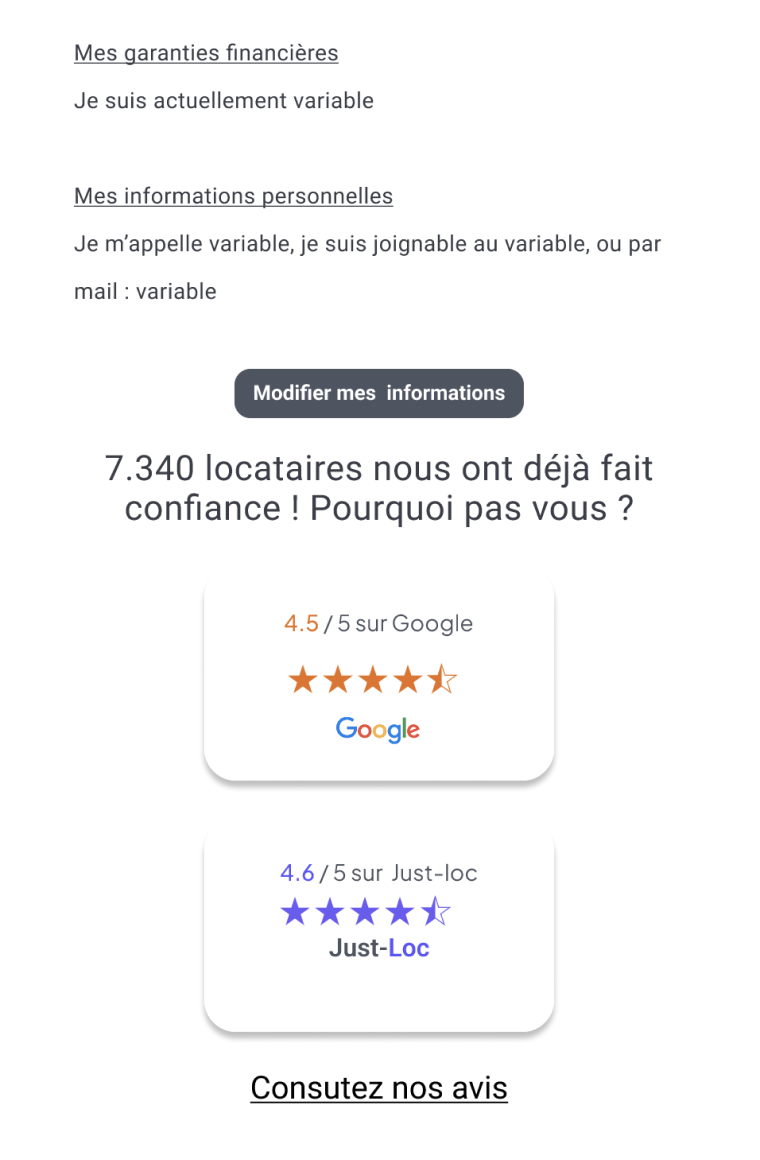 Mes garanties financières
Je suis actuellement variable
Mes informations personnelles
Je m’appelle variable, je suis joignable au variable, ou par
mail : variable
Modifier mes informations
7.340 locataires nous ont déjà fait
confiance ! Pourquoi pas vous ?
4.5 / 5 sur Google
Google
4.6 / 5 sur Just-loc
Just-Loc
Consutez nos avis